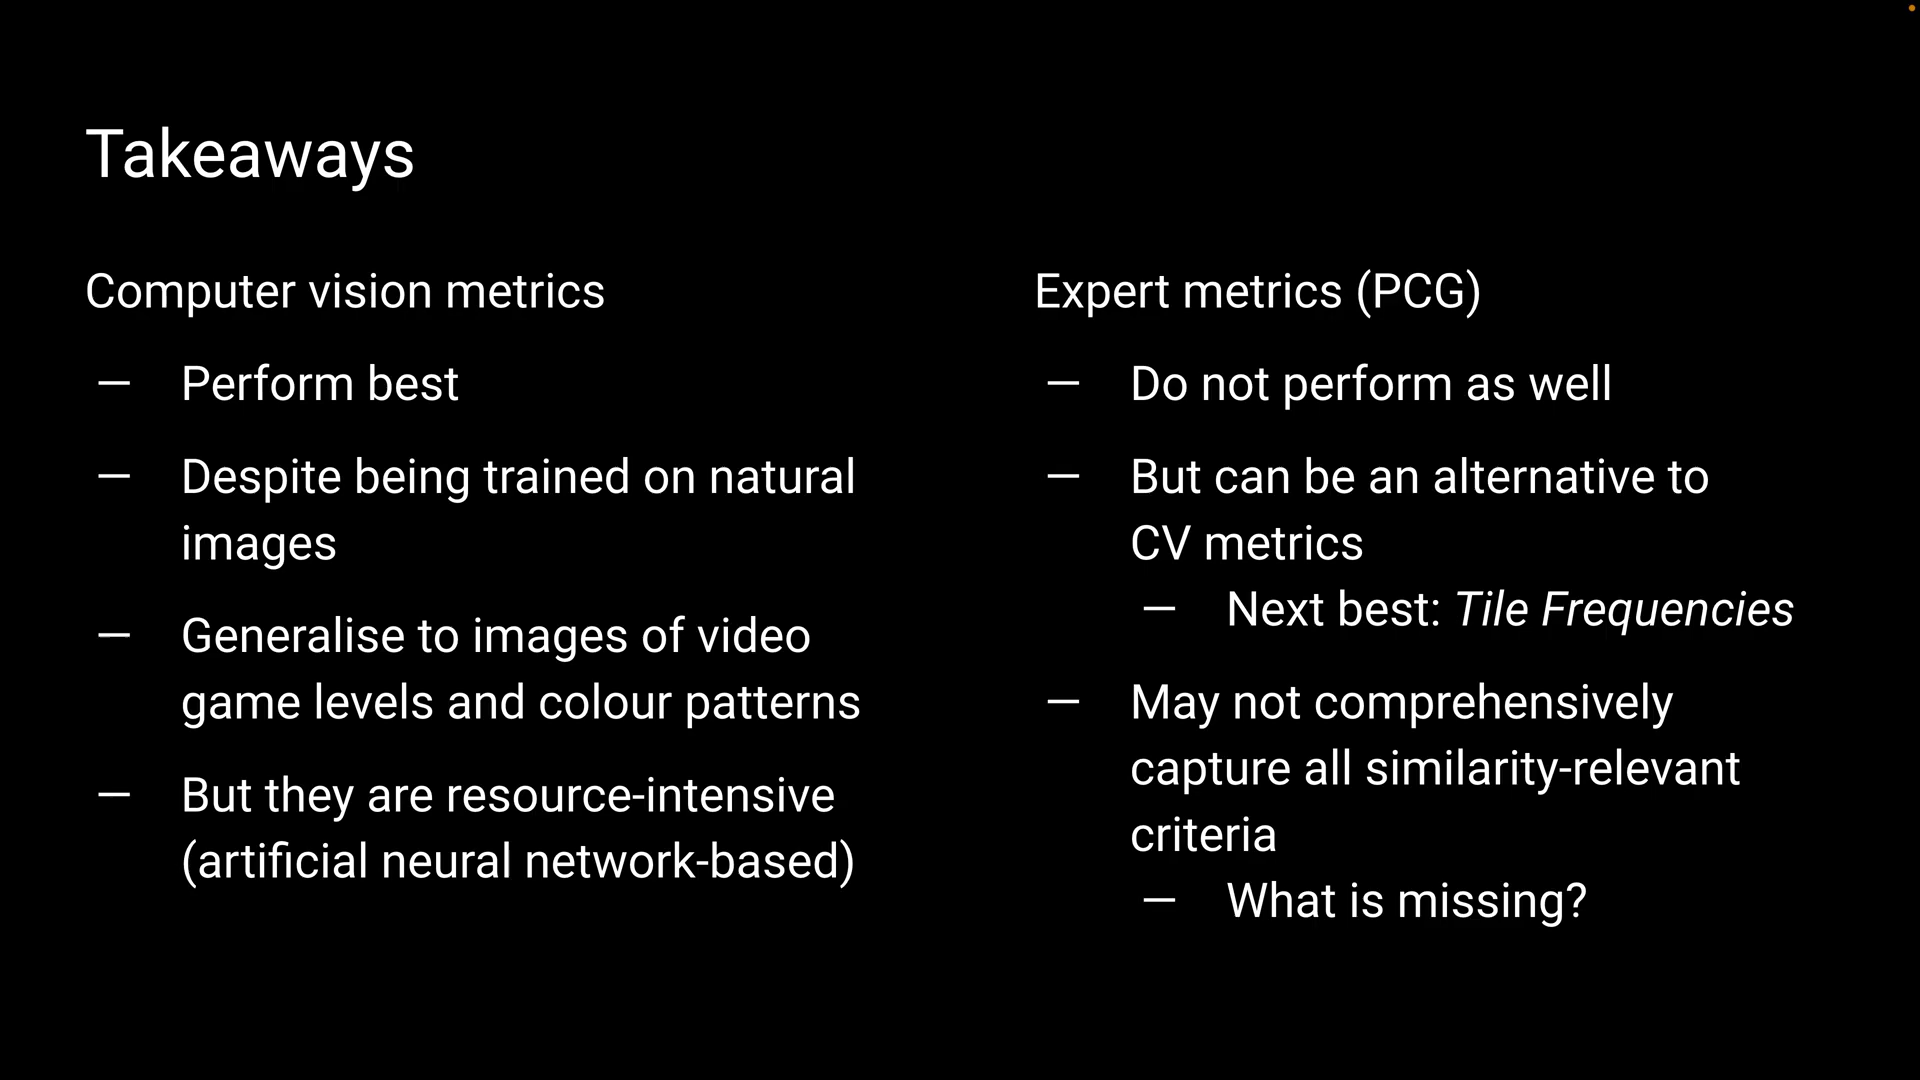 Takeaways
Computer vision metrics
— Perform best
— Despite being trained on natural
images
— Generalise to images of video
game levels and colour patterns
— But they are resource-intensive
(artificial neural network-based)
Expert metrics (PCG)
— Do not perform as well
— But can be an alternative to
CV metrics
— Next best: Tile Frequencies
— May not comprehensively
capture all similarity-relevant
criteria
— What is missing?